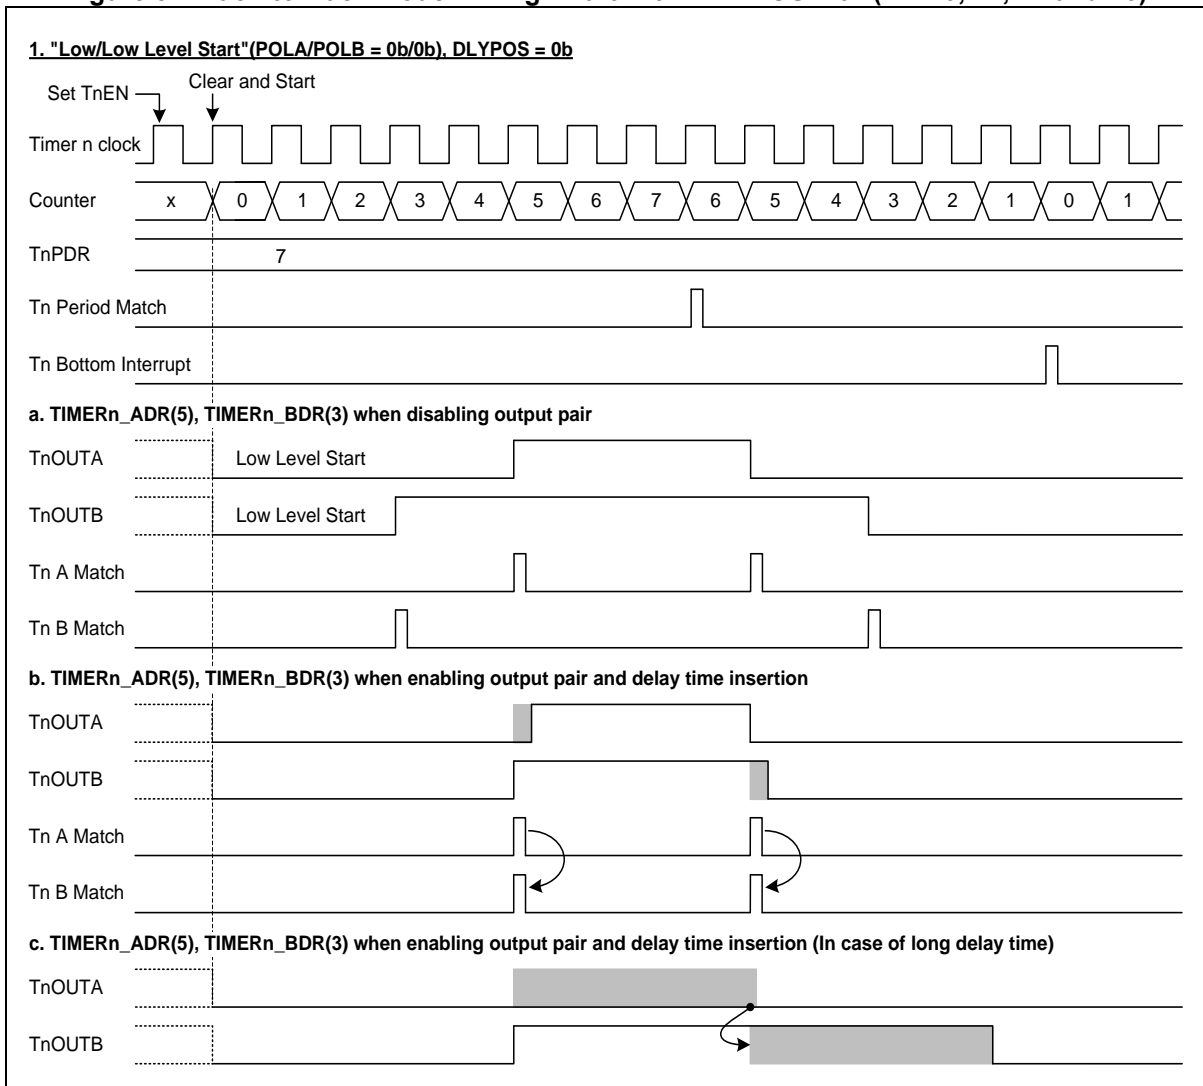 1. "Low/Low Level Start"(POLA/POLB = 0b/0b), DLYPOS = 0b
Set TnEN
Clear and Start
Timer n clock
Counter x 0 1 2 3 4 5 6 7 6 5 4 3 2 1 0 1
TnPDR 7
Tn Period Match
Tn Bottom Interrupt
a. TIMERn_ADR(5), TIMERn_BDR(3) when disabling output pair
TnOUTA Low Level Start
TnOUTB Low Level Start
Tn A Match
Tn B Match
b. TIMERn_ADR(5), TIMERn_BDR(3) when enabling output pair and delay time insertion
TnOUTA
TnOUTB
Tn A Match
Tn B Match
c. TIMERn_ADR(5), TIMERn_BDR(3) when enabling output pair and delay time insertion (In case of long delay time)
TnOUTA
TnOUTB